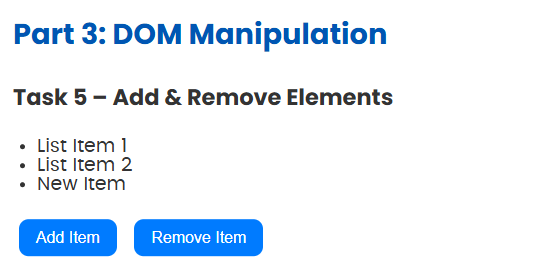 Part 3: DOM Manipulation
Task 5 – Add & Remove Elements
• List Item 1
• List Item 2
• New Item
Add Item Remove Item